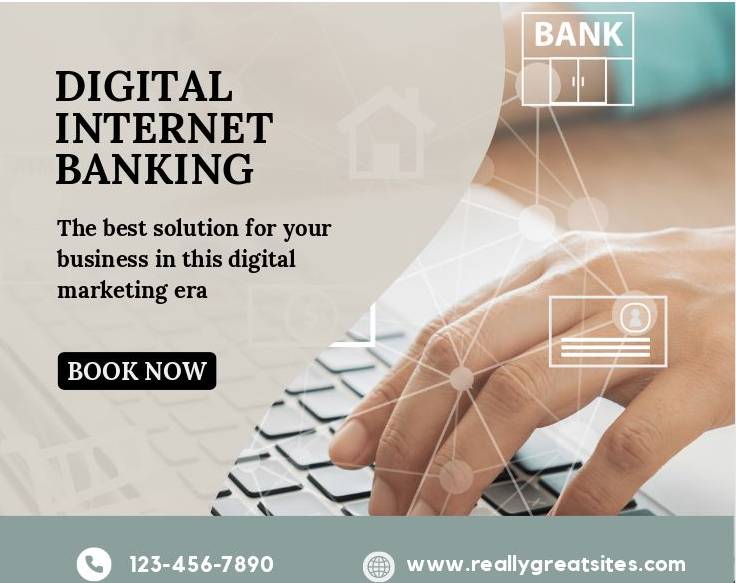 BANK
DIGITAL
INTERNET
BANKING
The best solution for your
business in this digital
marketing era
BOOK NOW
123-456-7890
www.reallygreatsites.com